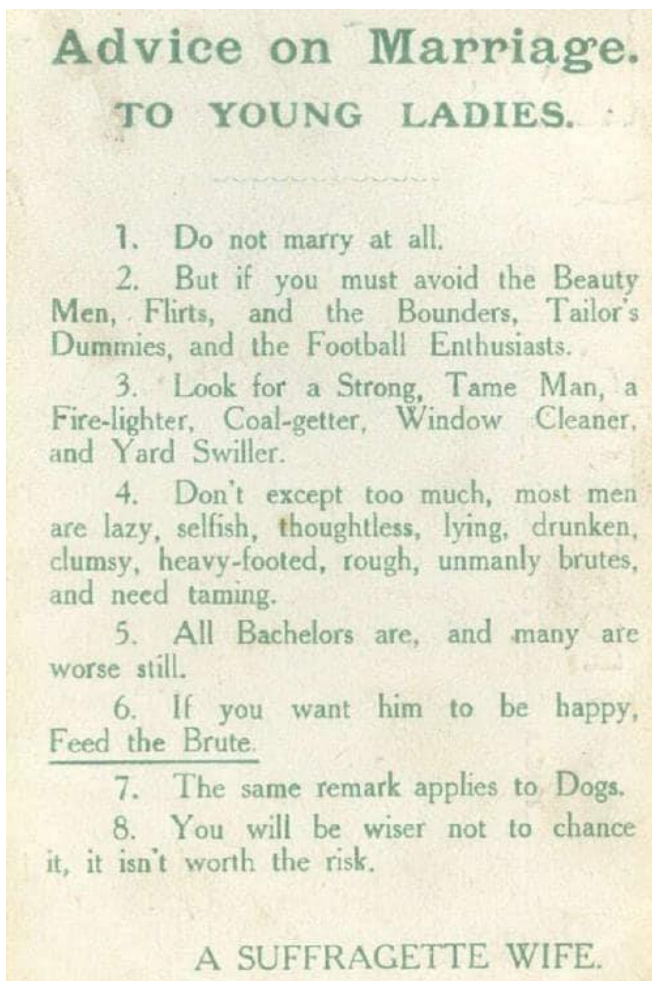 Advice on Marriage.
TO YOUNG LADIES.
1. Do not marry at all.
2. But if you must avoid the Beauty
Men, Flirts, and the Bounders, Tailor's
Dummies, and the Football Enthusiasts.
3. Look for a Strong, Tame Man, a
Fire-lighter, Coal-getter, Window Cleaner,
and Yard Swiller.
4. Don't except too much, most men
are lazy, selfish, thoughtless, lying, drunken,
clumsy, heavy-footed, rough, unmanly brutes,
and need taming.
5. All Bachelors are, and many are
worse still.
6. If you want him to be happy,
Feed the Brute.
7. The same remark applies to Dogs.
8. You will be wiser not to chance
it, it isn't worth the risk.
A SUFFRAGETTE WIFE.